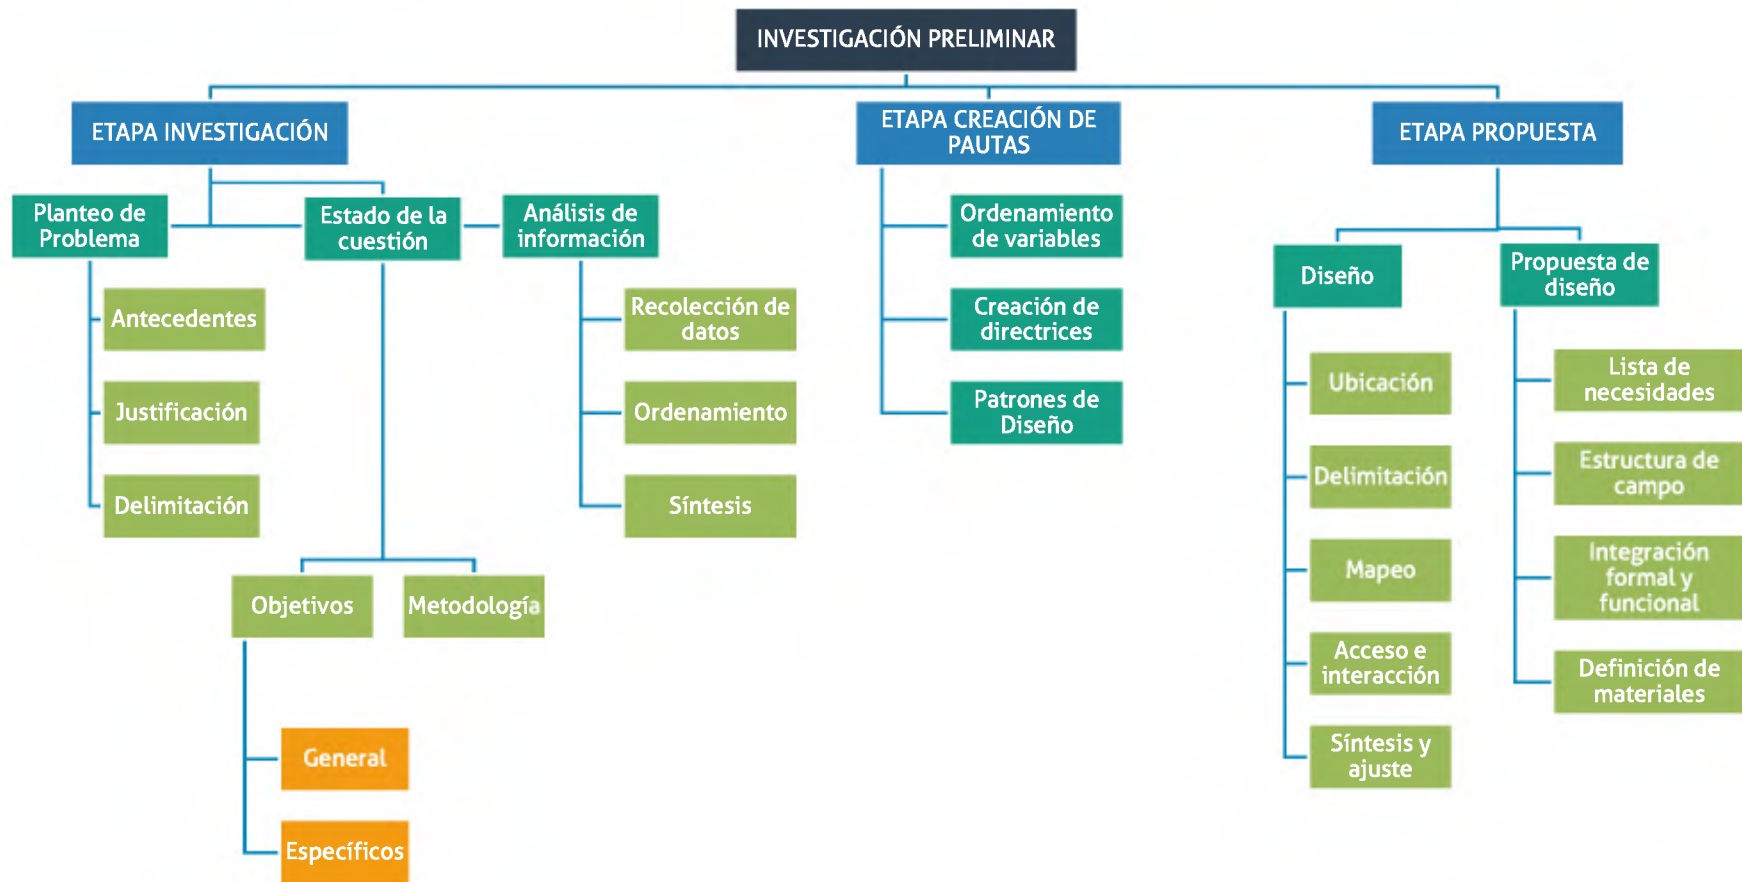 INVESTIGACIÓN PRELIMINAR
ETAPA INVESTIGACIÓN
ETAPA CREACIÓN DE
PAUTAS
ETAPA PROPUESTA
Planteo de
Problema
Estado de la
cuestión
Análisis de
información
Antecedentes
Justificación
Delimitación
Recolección de
datos
Ordenamiento
Síntesis
Objetivos
Metodología
General
Específicos
Ordenamiento
de variables
Creación de
directrices
Patrones de
Diseño
Diseño
Propuesta de
diseño
Ubicación
Delimitación
Mapeo
Acceso e
interacción
Síntesis y
ajuste
Lista de
necesidades
Estructura de
campo
Integración
formal y
funcional
Definición de
materiales